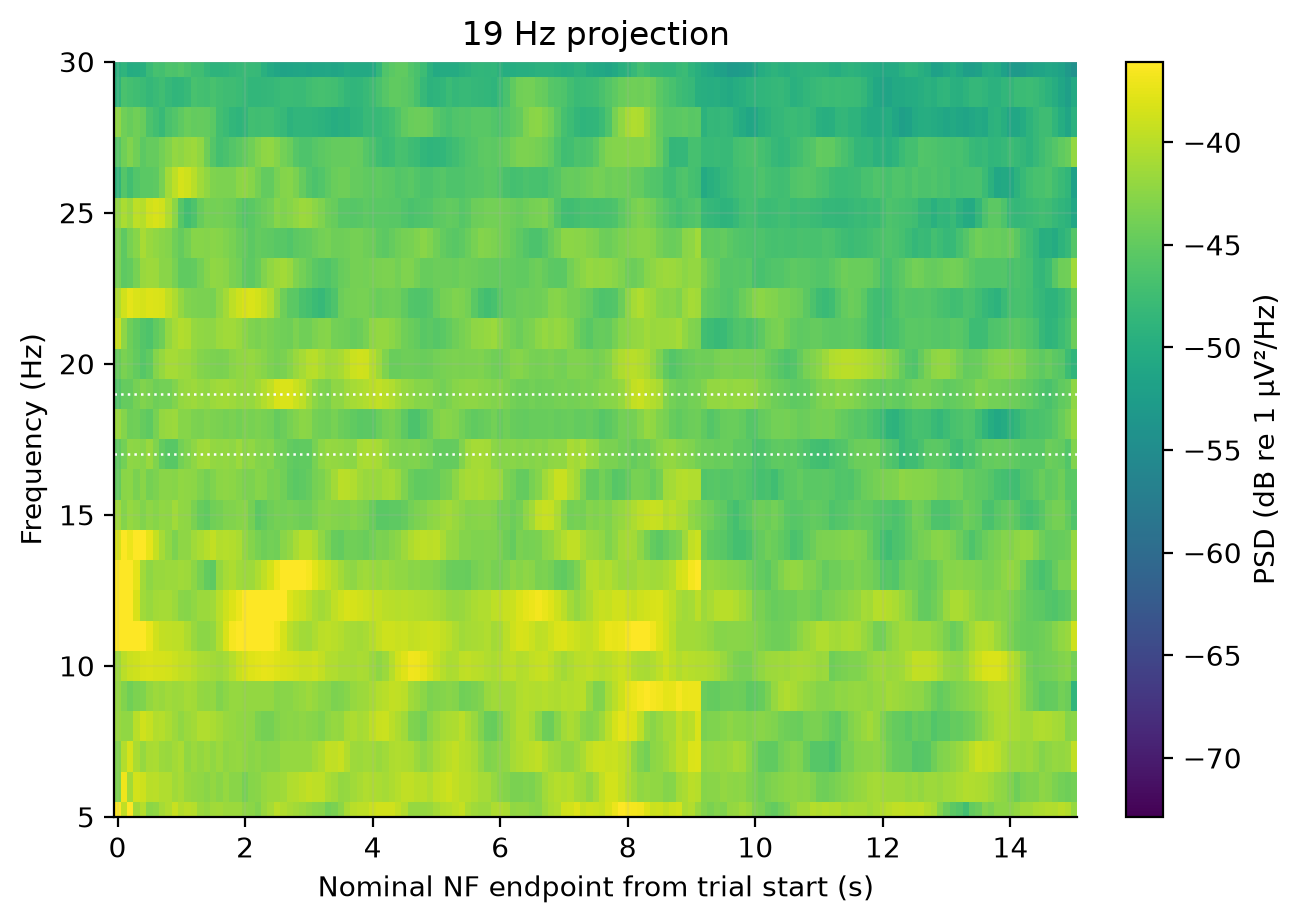 19 Hz projection
30
25
20
15
10
5
Frequency (Hz)
0 2 4 6 8 10 12 14
Nominal NF endpoint from trial start (s)
−40
−45
−50
−55
−60
−65
−70
PSD (dB re 1 µV²/Hz)